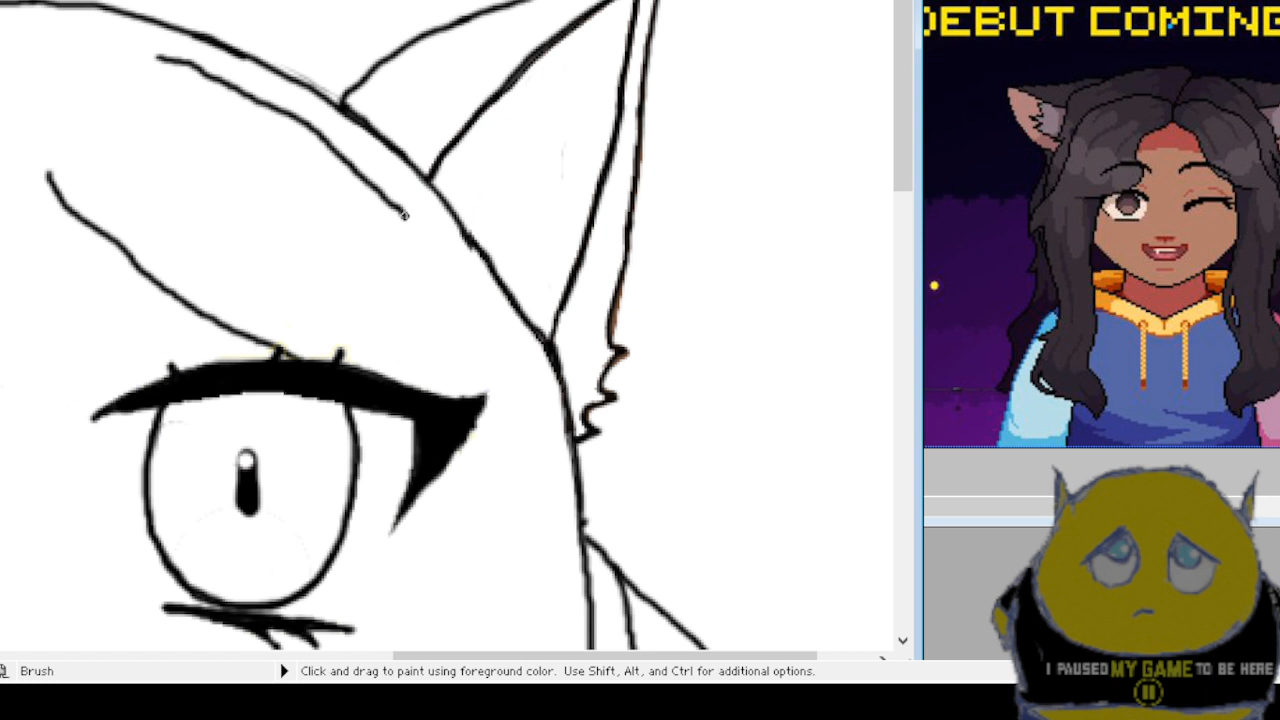 DEBUT COMING
I PAUSED MY GAME TO BE HERE
Brush
Click and drag to paint using foreground color. Use Shift, Alt, and Ctrl for additional options.